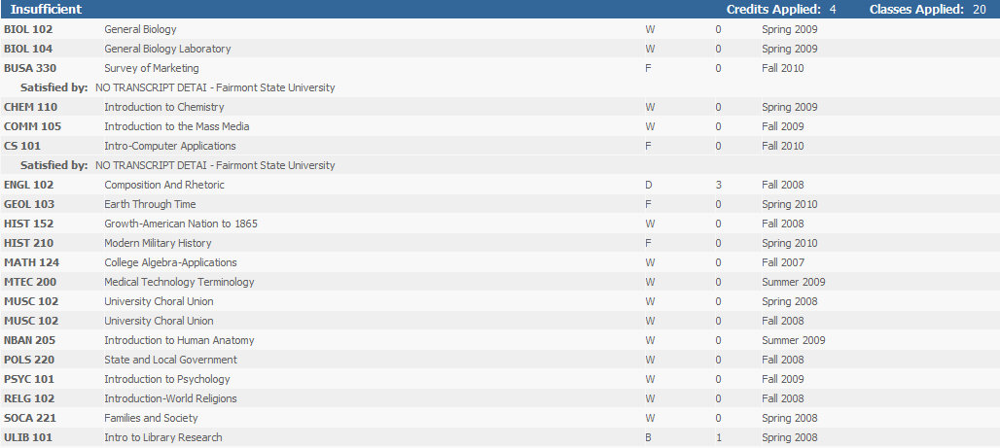 Insufficient Credits Applied: 4 Classes Applied: 20
BIOL 102 General Biology W 0 Spring 2009
BIOL 104 General Biology Laboratory W 0 Spring 2009
BUSA 330 Survey of Marketing F 0 Fall 2010
Satisfied by: NO TRANSCRIPT DETAI - Fairmont State University
CHEM 110 Introduction to Chemistry W 0 Spring 2009
COMM 105 Introduction to the Mass Media W 0 Fall 2009
CS 101 Intro-Computer Applications F 0 Fall 2010
Satisfied by: NO TRANSCRIPT DETAI - Fairmont State University
ENGL 102 Composition And Rhetoric D 3 Fall 2008
GEOL 103 Earth Through Time F 0 Spring 2010
HIST 152 Growth-American Nation to 1865 W 0 Fall 2008
HIST 210 Modern Military History F 0 Spring 2010
MATH 124 College Algebra-Applications W 0 Fall 2007
MTEC 200 Medical Technology Terminology W 0 Summer 2009
MUSC 102 University Choral Union W 0 Spring 2008
MUSC 102 University Choral Union W 0 Fall 2008
NBAN 205 Introduction to Human Anatomy W 0 Summer 2009
POLS 220 State and Local Government W 0 Fall 2008
PSYC 101 Introduction to Psychology W 0 Fall 2009
RELG 102 Introduction-World Religions W 0 Fall 2008
SOCA 221 Families and Society W 0 Spring 2008
ULIB 101 Intro to Library Research B 1 Spring 2008